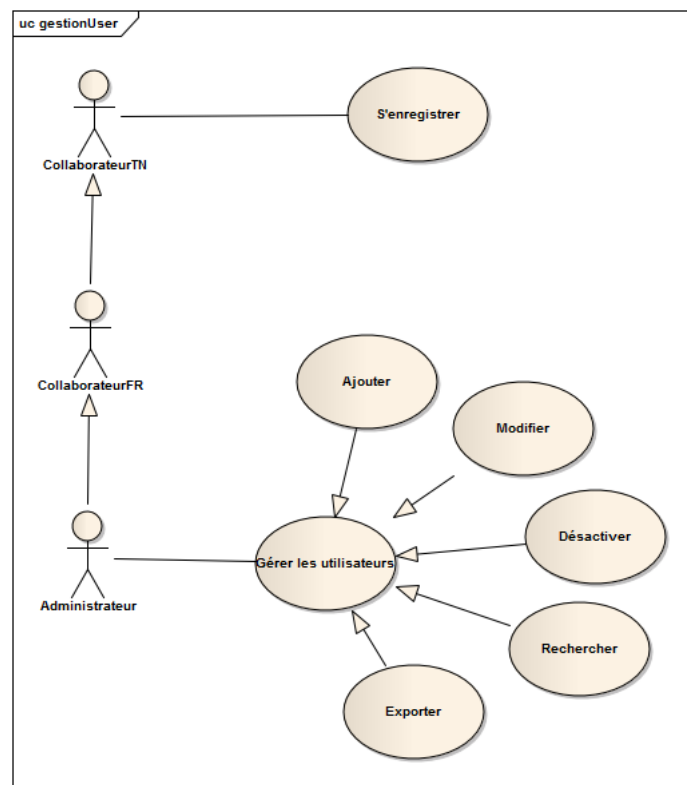 uc gestionUser
S'enregistrer
CollaborateurTN
CollaborateurFR
Ajouter
Modifier
Désactiver
Gérer les utilisateurs
Administrateur
Rechercher
Exporter